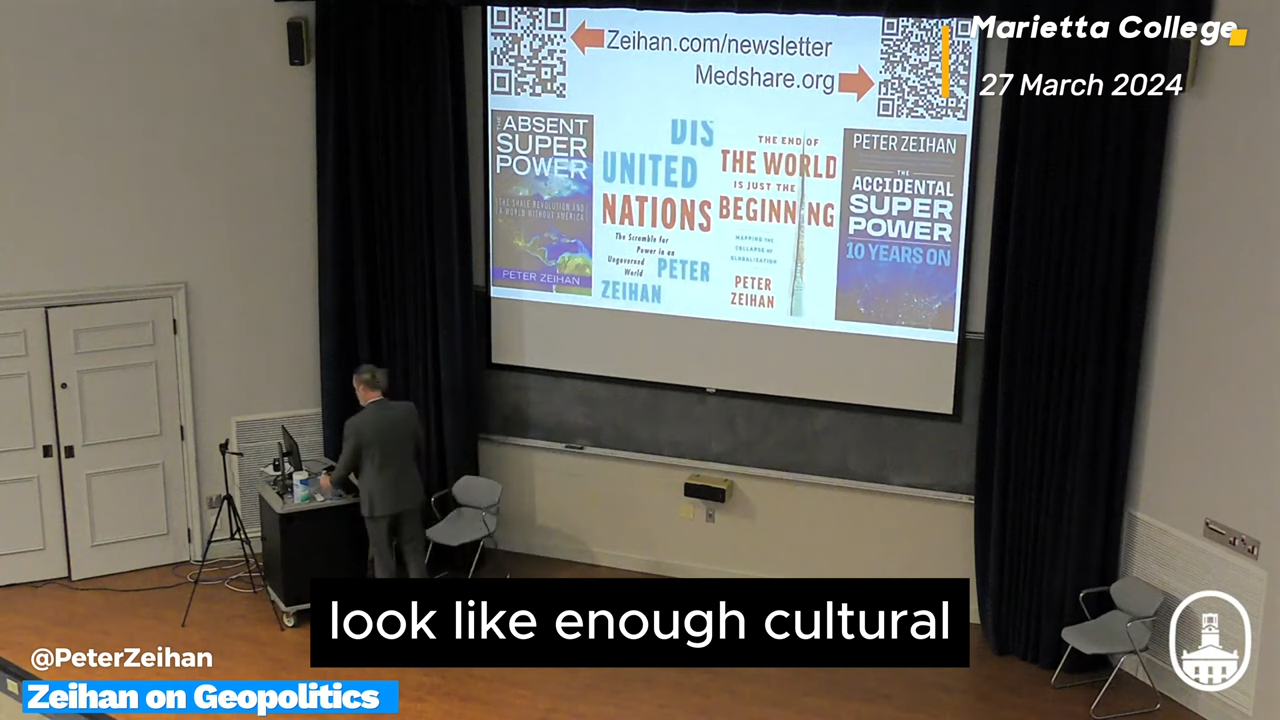 Marietta College
27 March 2024
Zeihan.com/newsletter
Medshare.org
THE
ABSENT
SUPER
POWER
THE SHALE REVOLUTION AND
A WORLD WITHOUT AMERICA
PETER ZEIHAN
DIS
UNITED
NATIONS
The Scramble for
Power in an
Ungoverned
World
PETER
ZEIHAN
THE END OF
THE WORLD
IS JUST THE
BEGINNING
MAPPING THE
COLLAPSE OF
GLOBALIZATION
PETER
ZEIHAN
PETER ZEIHAN
THE
ACCIDENTAL
SUPER
POWER
10 YEARS ON
look like enough cultural
@PeterZeihan
Zeihan on Geopolitics